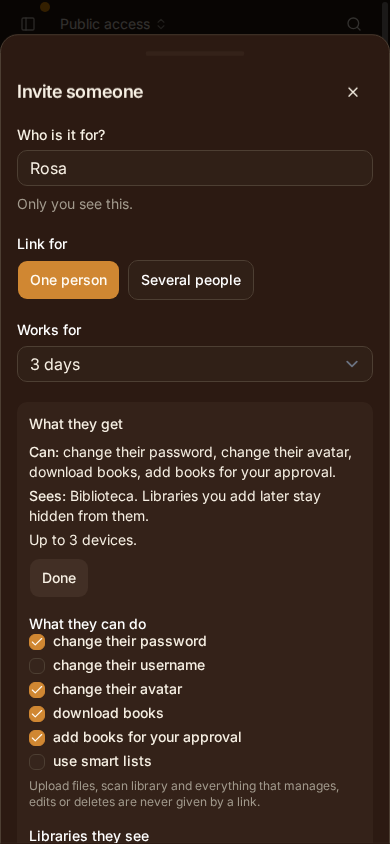 Public access
Invite someone
Who is it for?
Rosa
Only you see this.
Link for
One person
Several people
Works for
3 days
What they get
Can: change their password, change their avatar,
download books, add books for your approval.
Sees: Biblioteca. Libraries you add later stay
hidden from them.
Up to 3 devices.
Done
What they can do
change their password
change their username
change their avatar
download books
add books for your approval
use smart lists
Upload files, scan library and everything that manages,
edits or deletes are never given by a link.
Libraries they see